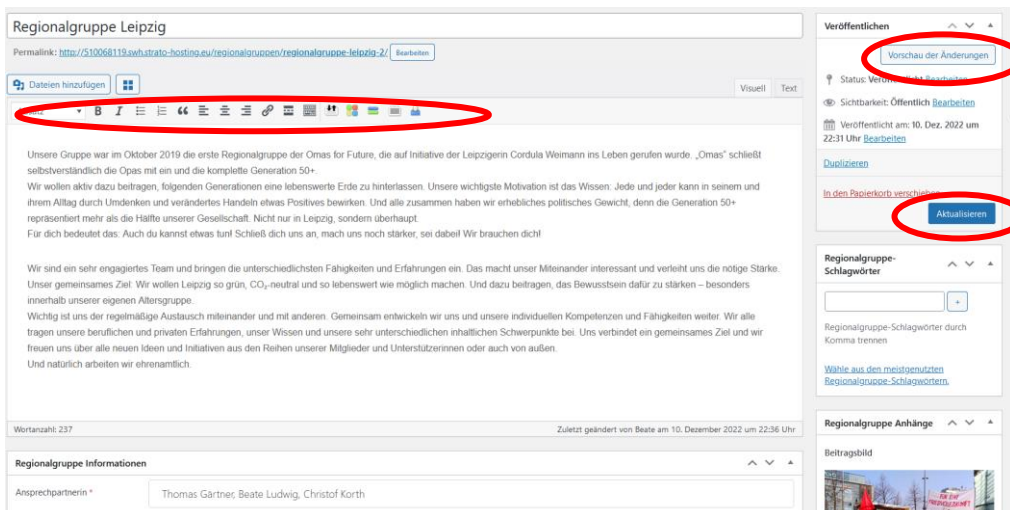 Regionalgruppe Leipzig
Permalink: http://510068119.swh.strato-hosting.eu/regionalgruppen/regionalgruppe-leipzig-2/ Bearbeiten
Dateien hinzufügen
Visuell Text
B I
Unsere Gruppe war im Oktober 2019 die erste Regionalgruppe der Omas for Future, die auf Initiative der Leipzigerin Cordula Weimann ins Leben gerufen wurde. „Omas“ schließt
selbstverständlich die Opas mit ein und die komplette Generation 50+.
Wir wollen aktiv dazu beitragen, folgenden Generationen eine lebenswerte Erde zu hinterlassen. Unsere wichtigste Motivation ist das Wissen: Jede und jeder kann in seinem und
ihrem Alltag durch Umdenken und verändertes Handeln etwas Positives bewirken. Und alle zusammen haben wir erhebliches politisches Gewicht, denn die Generation 50+
repräsentiert mehr als die Hälfte unserer Gesellschaft. Nicht nur in Leipzig, sondern überhaupt.
Für dich bedeutet das: Auch du kannst etwas tun! Schließ dich uns an, mach uns noch stärker, sei dabei! Wir brauchen dich!
Wir sind ein sehr engagiertes Team und bringen die unterschiedlichsten Fähigkeiten und Erfahrungen ein. Das macht unser Miteinander interessant und verleiht uns die nötige Stärke.
Unser gemeinsames Ziel: Wir wollen Leipzig so grün, CO₂-neutral und so lebenswert wie möglich machen. Und dazu beitragen, das Bewusstsein dafür zu stärken – besonders
innerhalb unserer eigenen Altersgruppe.
Wichtig ist uns der regelmäßige Austausch miteinander und mit anderen. Gemeinsam entwickeln wir uns und unsere individuellen Kompetenzen und Fähigkeiten weiter. Wir alle
tragen unsere beruflichen und privaten Erfahrungen, unser Wissen und unsere sehr unterschiedlichen inhaltlichen Schwerpunkte bei. Uns verbindet ein gemeinsames Ziel und wir
freuen uns über alle neuen Ideen und Initiativen aus den Reihen unserer Mitglieder und Unterstützerinnen oder auch von außen.
Und natürlich arbeiten wir ehrenamtlich.
Wortanzahl: 237
Zuletzt geändert von Beate am 10. Dezember 2022 um 22:36 Uhr
Regionalgruppe Informationen
Ansprechpartnerin *
Thomas Gärtner, Beate Ludwig, Christof Korth
Veröffentlichen
Vorschau der Änderungen
Status: Veröffentlicht Bearbeiten
Sichtbarkeit: Öffentlich Bearbeiten
Veröffentlicht am: 10. Dez. 2022 um
22:31 Uhr Bearbeiten
Duplizieren
In den Papierkorb verschieben
Aktualisieren
Regionalgruppe-
Schlagwörter
+
Regionalgruppe-Schlagwörter durch
Komma trennen
Wähle aus den meistgenutzten
Regionalgruppe-Schlagwörtern.
Regionalgruppe Anhänge
Beitragsbild